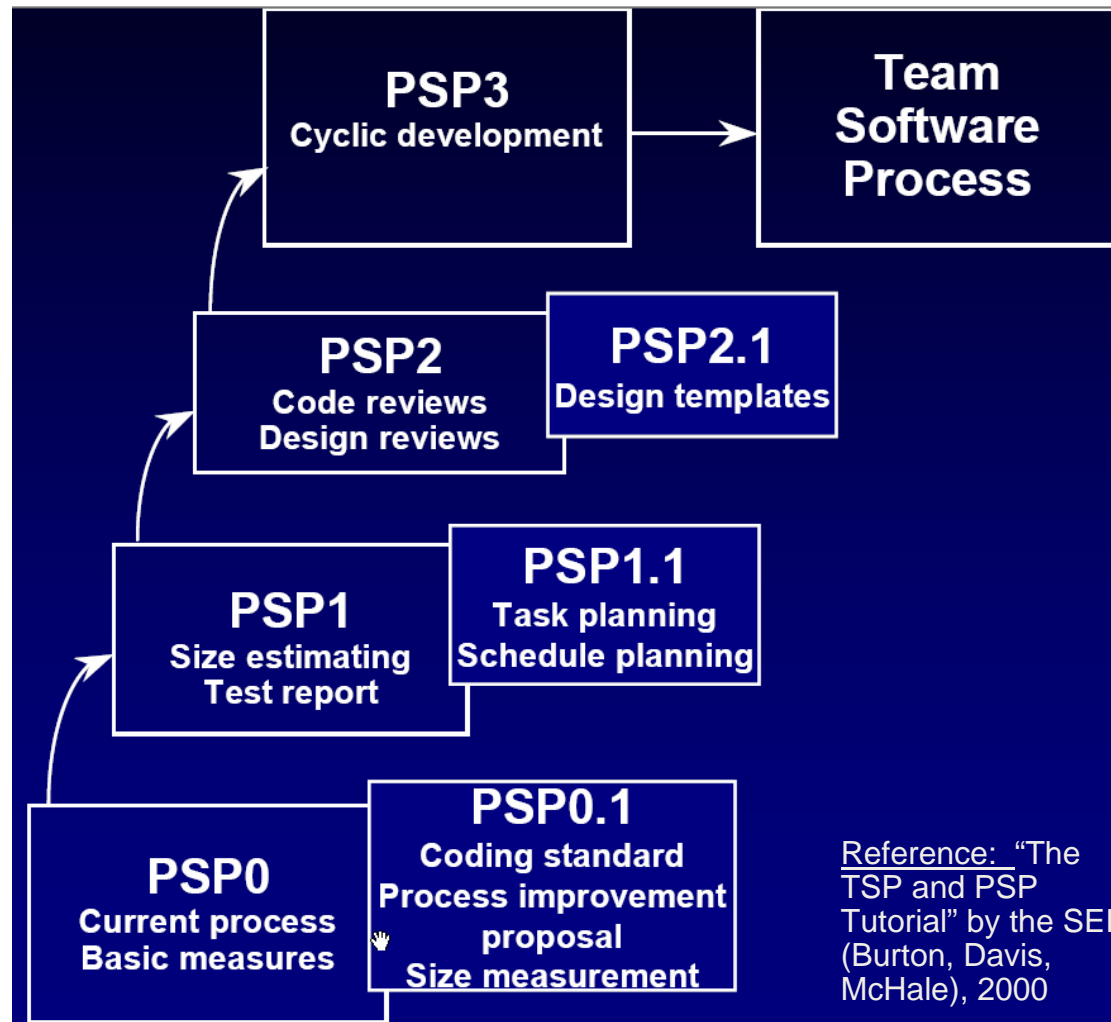 PSP3
Cyclic development
Team
Software
Process
PSP2
Code reviews
Design reviews
PSP2.1
Design templates
PSP1
Size estimating
Test report
PSP1.1
Task planning
Schedule planning
PSP0
Current process
Basic measures
PSP0.1
Coding standard
Process improvement
proposal
Size measurement
Reference: “The
TSP and PSP
Tutorial” by the SEI
(Burton, Davis,
McHale), 2000